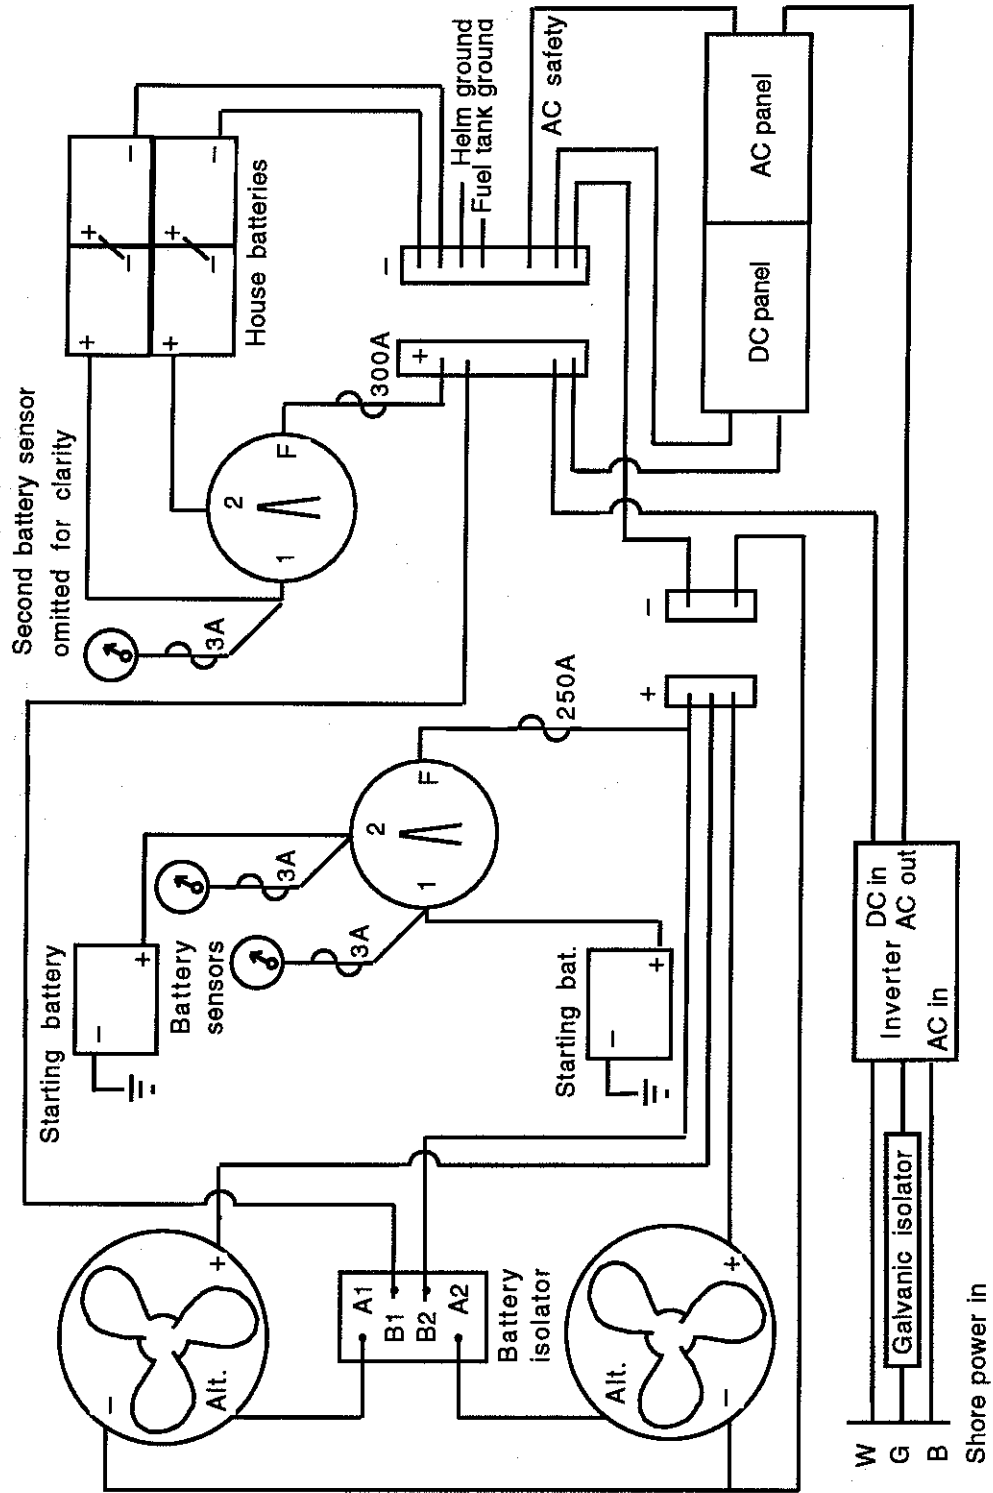 Second battery sensor
omitted for clarity
3A
1
2
F
300A
+
–
+
–
+
–
+
–
House batteries
+
–
Helm ground
Fuel tank ground
AC safety
DC panel
AC panel
Starting battery
–
+
Battery
sensors
3A
3A
1
2
F
250A
+
–
Starting bat.
–
+
–
Alt.
+
A1
B1
B2
A2
Battery
isolator
–
Alt.
+
Inverter
DC in
AC out
AC in
Galvanic isolator
W
G
B
Shore power in